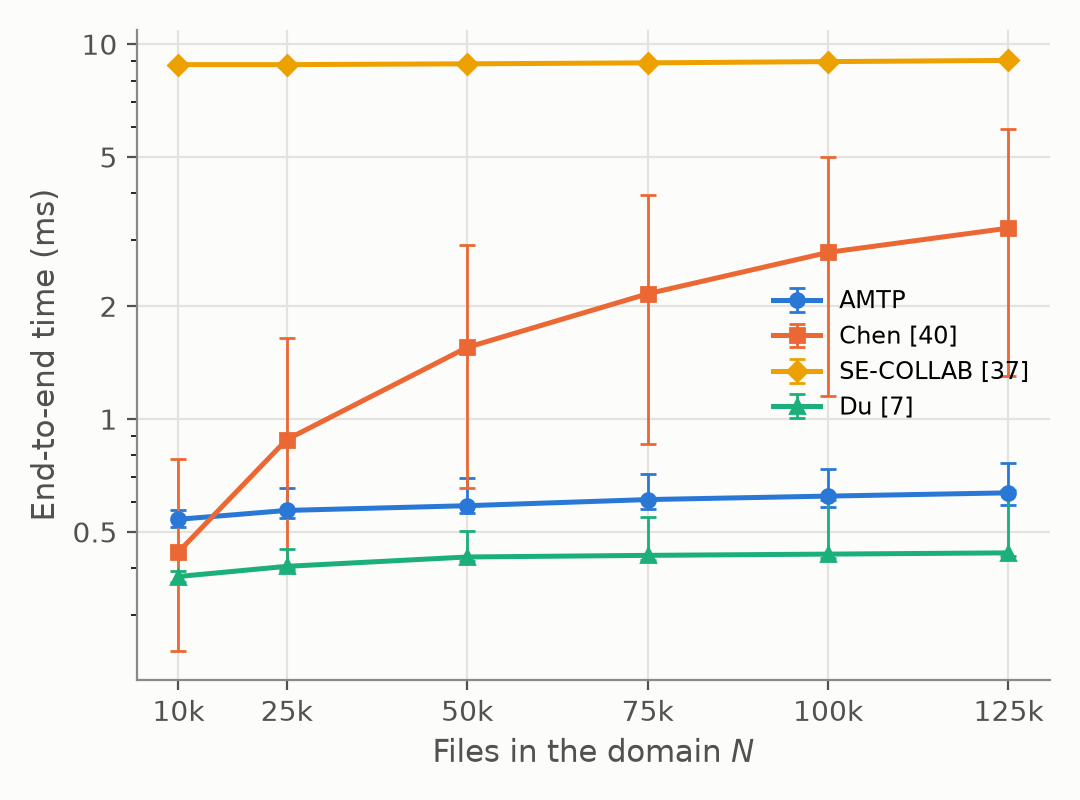 10
5
2
1
0.5
End-to-end time (ms)
AMTP
Chen [40]
SE-COLLAB [37]
Du [7]
10k 25k 50k 75k 100k 125k
Files in the domain N